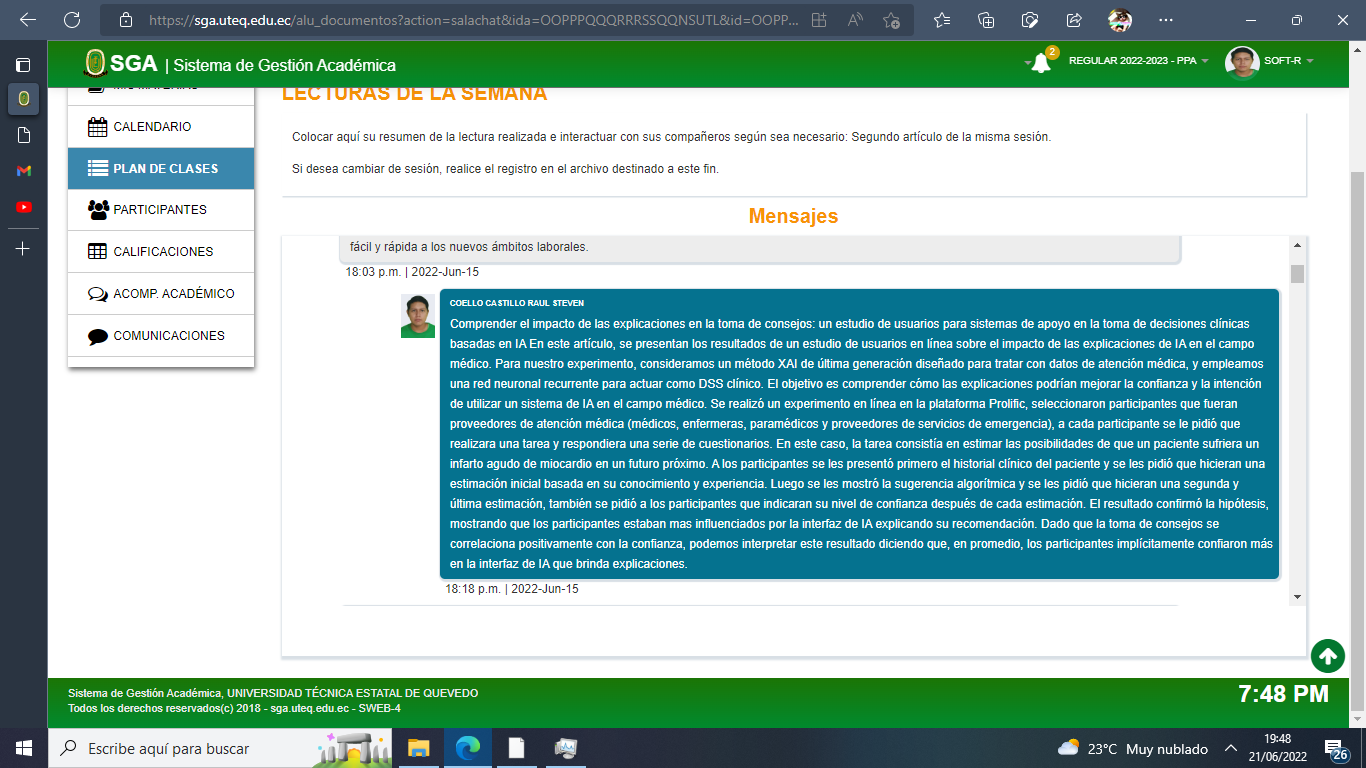 https://sga.uteq.edu.ec/alu_documentos?action=salachat&ida=OOPPPQQQRRRSSQQNSUTL&id=OOPP...
SGA | Sistema de Gestión Académica
2
REGULAR 2022-2023 - PPA
SOFT-R
LECTURAS DE LA SEMANA
CALENDARIO
PLAN DE CLASES
PARTICIPANTES
CALIFICACIONES
ACOMP. ACADÉMICO
COMUNICACIONES
Colocar aquí su resumen de la lectura realizada e interactuar con sus compañeros según sea necesario: Segundo artículo de la misma sesión.
Si desea cambiar de sesión, realice el registro en el archivo destinado a este fin.
Mensajes
fácil y rápida a los nuevos ámbitos laborales.
18:03 p.m. | 2022-Jun-15
COELLO CASTILLO RAUL STEVEN
Comprender el impacto de las explicaciones en la toma de consejos: un estudio de usuarios para sistemas de apoyo en la toma de decisiones clínicas
basadas en IA En este artículo, se presentan los resultados de un estudio de usuarios en línea sobre el impacto de las explicaciones de IA en el campo
médico. Para nuestro experimento, consideramos un método XAI de última generación diseñado para tratar con datos de atención médica, y empleamos
una red neuronal recurrente para actuar como DSS clínico. El objetivo es comprender cómo las explicaciones podrían mejorar la confianza y la intención
de utilizar un sistema de IA en el campo médico. Se realizó un experimento en línea en la plataforma Prolific, seleccionaron participantes que fueran
proveedores de atención médica (médicos, enfermeras, paramédicos y proveedores de servicios de emergencia), a cada participante se le pidió que
realizara una tarea y respondiera una serie de cuestionarios. En este caso, la tarea consistía en estimar las posibilidades de que un paciente sufriera un
infarto agudo de miocardio en un futuro próximo. A los participantes se les presentó primero el historial clínico del paciente y se les pidió que hicieran una
estimación inicial basada en su conocimiento y experiencia. Luego se les mostró la sugerencia algorítmica y se les pidió que hicieran una segunda y
última estimación, también se pidió a los participantes que indicaran su nivel de confianza después de cada estimación. El resultado confirmó la hipótesis,
mostrando que los participantes estaban mas influenciados por la interfaz de IA explicando su recomendación. Dado que la toma de consejos se
correlaciona positivamente con la confianza, podemos interpretar este resultado diciendo que, en promedio, los participantes implícitamente confiaron más
en la interfaz de IA que brinda explicaciones.
18:18 p.m. | 2022-Jun-15
Sistema de Gestión Académica, UNIVERSIDAD TÉCNICA ESTATAL DE QUEVEDO
Todos los derechos reservados(c) 2018 - sga.uteq.edu.ec - SWEB-4
7:48 PM
Escribe aquí para buscar
23°C Muy nublado
19:48
21/06/2022
26